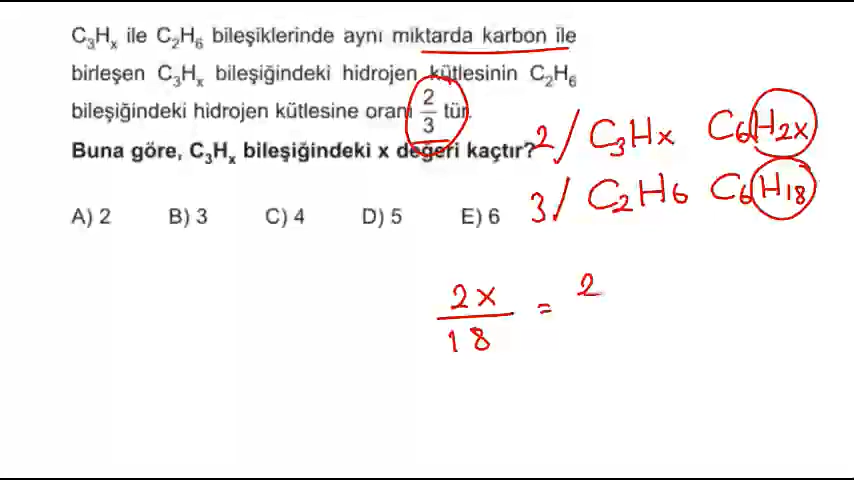 C₃Hₓ ile C₂H₆ bileşiklerinde aynı miktarda karbon ile
birleşen C₃Hₓ bileşiğindeki hidrojen kütlesinin C₂H₆
bileşiğindeki hidrojen kütlesine oranı 2/3 tür.
Buna göre, C₃Hₓ bileşiğindeki x değeri kaçtır?
A) 2 B) 3 C) 4 D) 5 E) 6
2/ C₃Hx C₆H₂ₓ
3/ C₂H₆ C₆H₁₈
2x/18 = 2